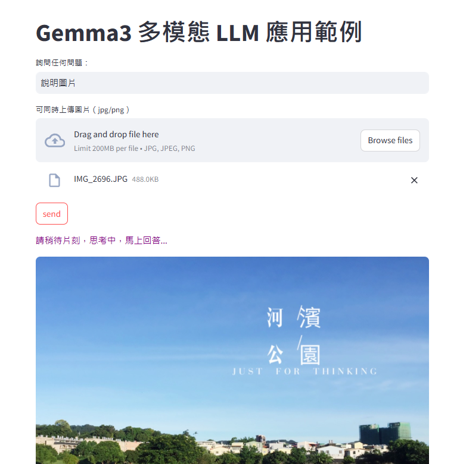 Gemma3 多模態 LLM 應用範例
詢問任何問題：
說明圖片
可同時上傳圖片 ( jpg/png )
Drag and drop file here
Limit 200MB per file • JPG, JPEG, PNG
Browse files
IMG_2696.JPG 488.0KB
send
請稍待片刻，思考中，馬上回答...
河 / 濱
公 / 園
JUST FOR THINKING